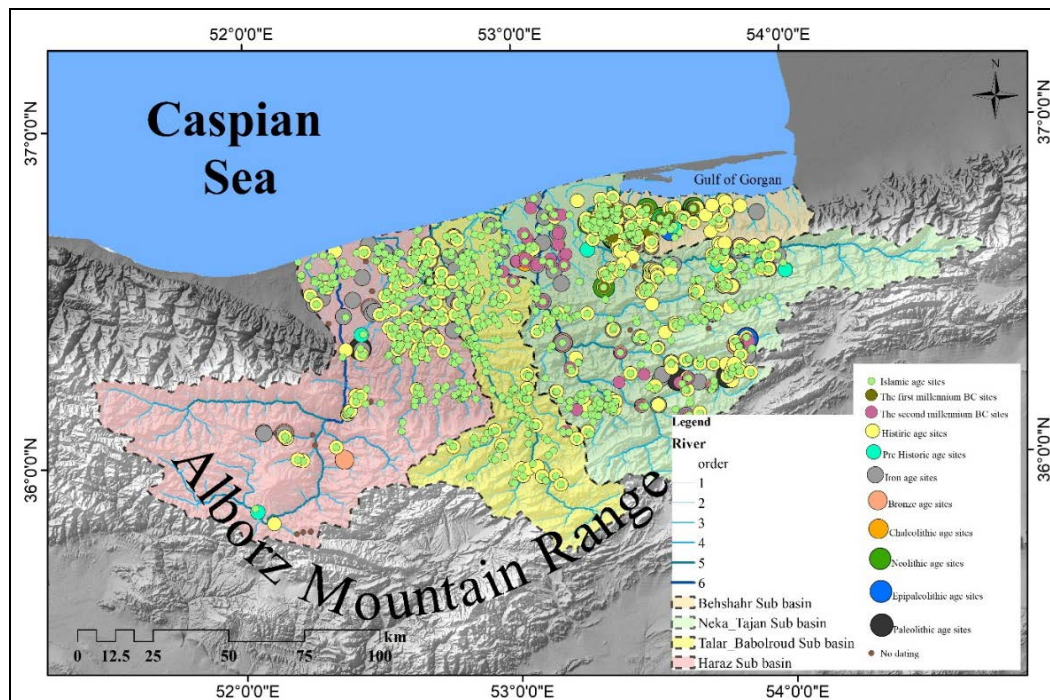 52°0'0"E
53°0'0"E
54°0'0"E
N
37°0'0"N
37°0'0"N
Caspian
Sea
Gulf of Gorgan
36°0'0"N
36°0'0"N
Alborz Mountain Range
Legend
River
order
1
2
3
4
5
6
Behshahr Sub basin
Neka_Tajan Sub basin
Talar_Babolroud Sub basin
Haraz Sub basin
Islamic age sites
The first millennium BC sites
The second millennium BC sites
Histiric age sites
Pre Historic age sites
Iron age sites
Bronze age sites
Chalcolithic age sites
Neolithic age sites
Epipaleolithic age sites
Paleolithic age sites
No dating
km
0 12.5 25 50 75 100
52°0'0"E
53°0'0"E
54°0'0"E